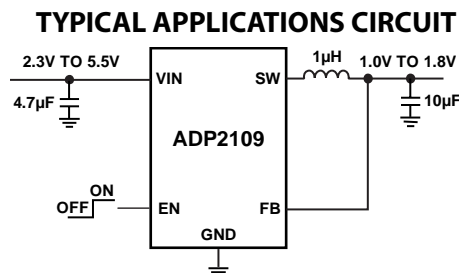 TYPICAL APPLICATIONS CIRCUIT
2.3V TO 5.5V
4.7µF
VIN
SW
1µH
1.0V TO 1.8V
10µF
ADP2109
ON
OFF
EN
FB
GND